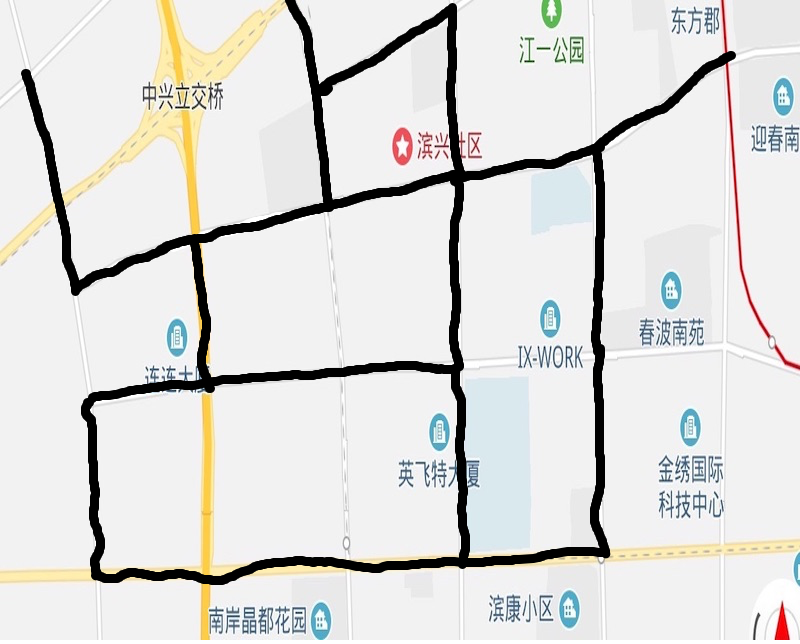 东方郡
江一公园
中兴立交桥
迎春南
滨兴社区
春波南苑
IX-WORK
连连大厦
金绣国际
科技中心
英飞特大厦
滨康小区
南岸晶都花园